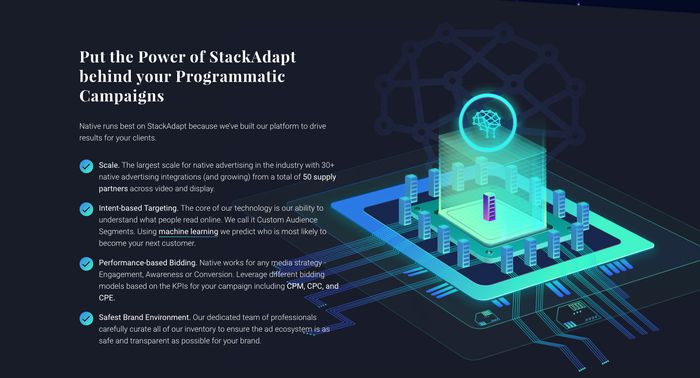 Put the Power of StackAdapt
behind your Programmatic
Campaigns
Native runs best on StackAdapt because we've built our platform to drive
results for your clients.
Scale. The largest scale for native advertising in the industry with 30+
native advertising integrations (and growing) from a total of 50 supply
partners across video and display.
Intent-based Targeting. The core of our technology is our ability to
understand what people read online. We call it Custom Audience
Segments. Using machine learning we predict who is most likely to
become your next customer.
Performance-based Bidding. Native works for any media strategy -
Engagement, Awareness or Conversion. Leverage different bidding
models based on the KPIs for your campaign including CPM, CPC, and
CPE.
Safest Brand Environment. Our dedicated team of professionals
carefully curate all of our inventory to ensure the ad ecosystem is as
safe and transparent as possible for your brand.